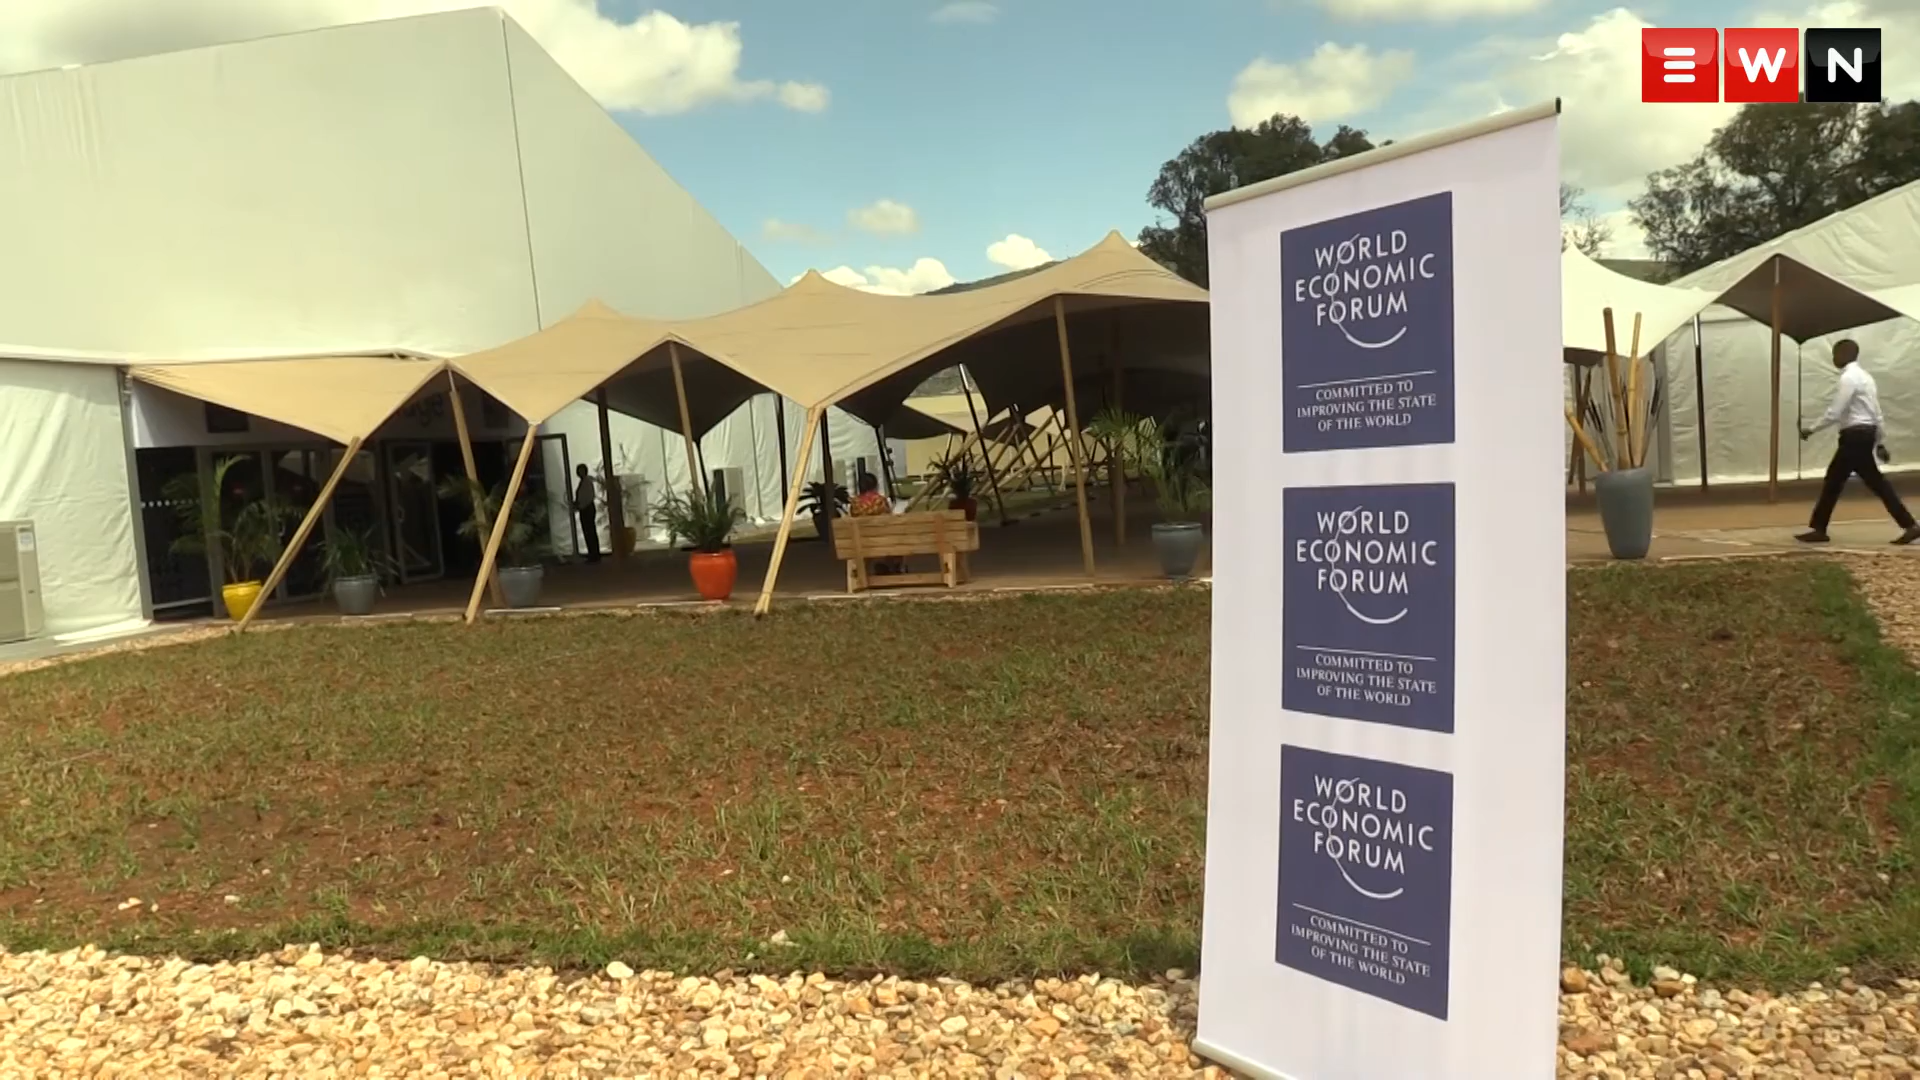 EWN
WORLD
ECONOMIC
FORUM
COMMITTED TO
IMPROVING THE STATE
OF THE WORLD
WORLD
ECONOMIC
FORUM
COMMITTED TO
IMPROVING THE STATE
OF THE WORLD
WORLD
ECONOMIC
FORUM
COMMITTED TO
IMPROVING THE STATE
OF THE WORLD